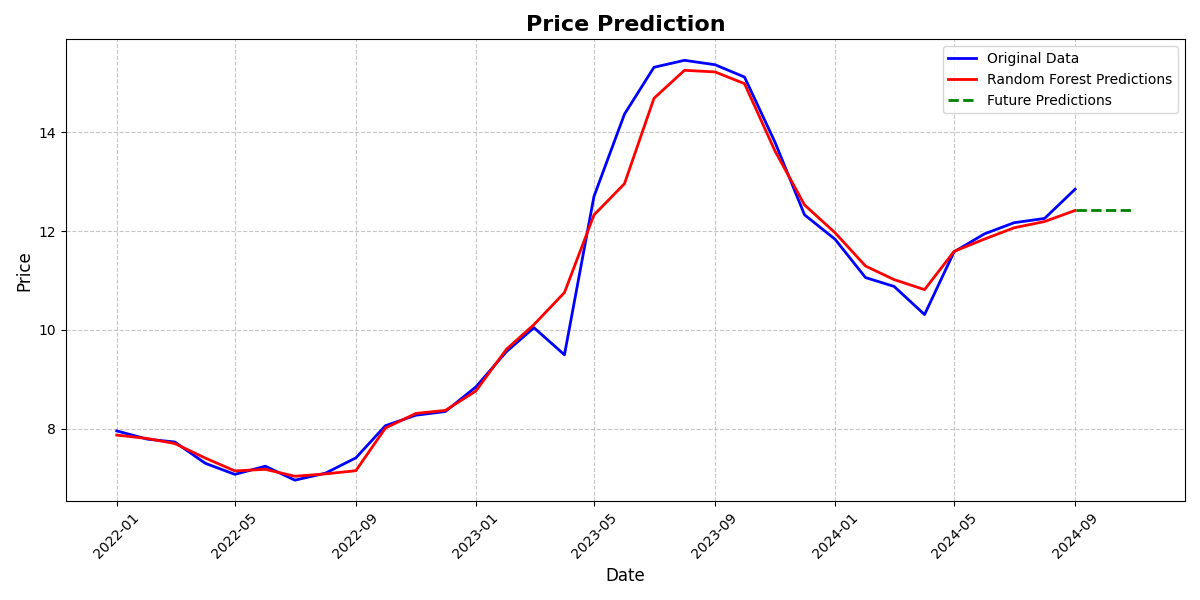 Price Prediction
Original Data
Random Forest Predictions
Future Predictions
Price
14
12
10
8
2022-01
2022-05
2022-09
2023-01
2023-05
2023-09
2024-01
2024-05
2024-09
Date